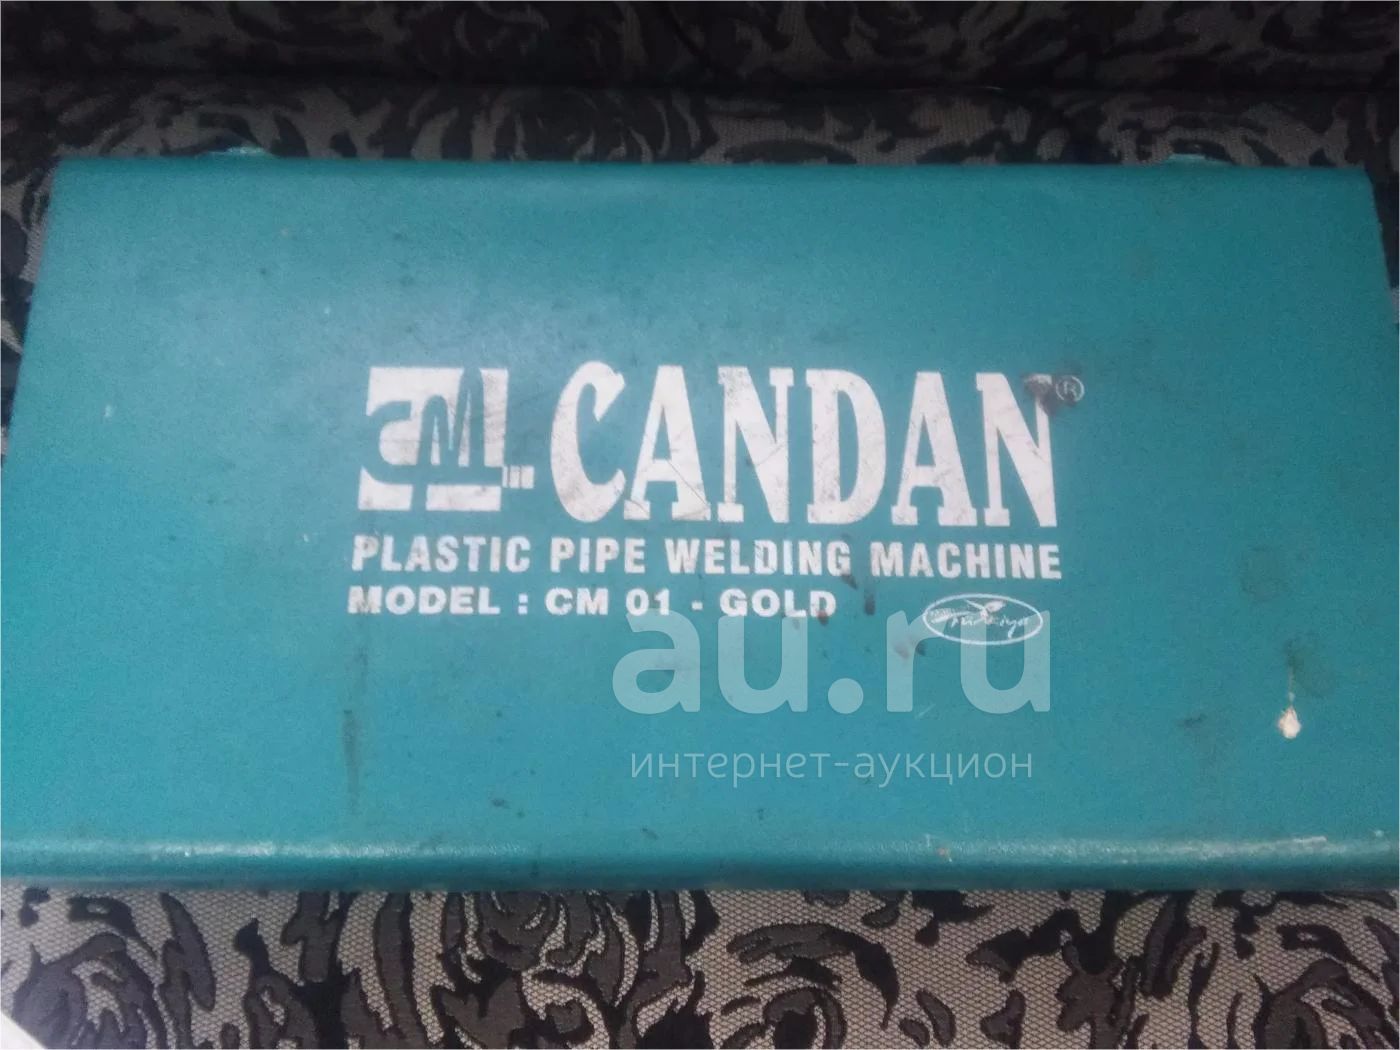 CANDAN®
PLASTIC PIPE WELDING MACHINE
MODEL : CM 01 - GOLD
au.ru
интернет-аукцион